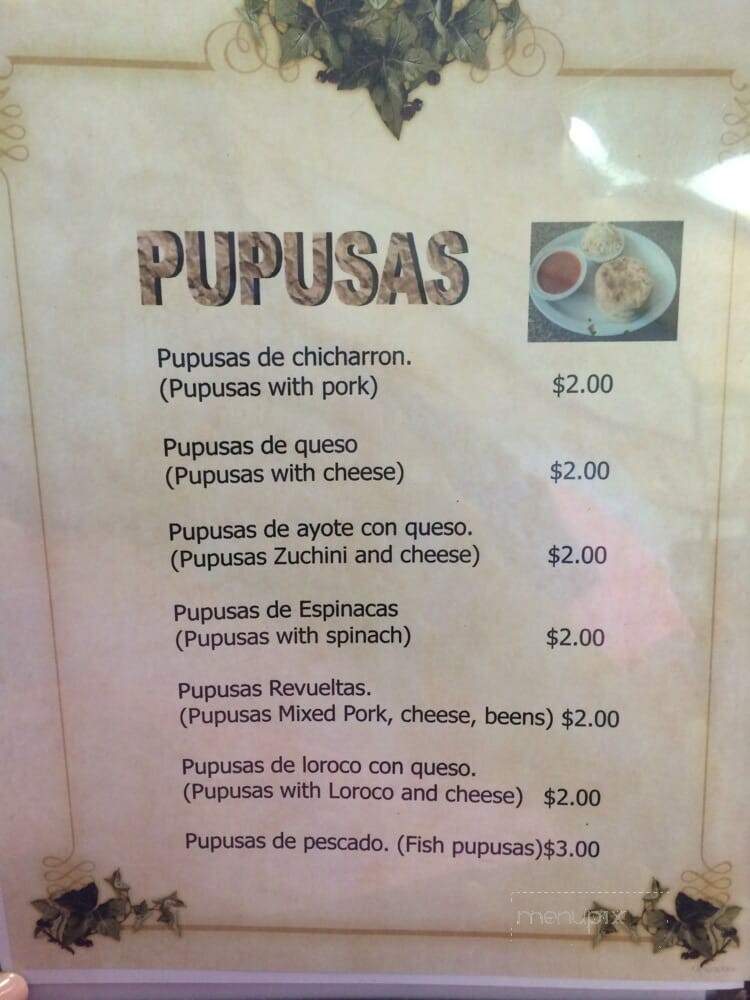 PUPUSAS
Pupusas de chicharron.
(Pupusas with pork) $2.00
Pupusas de queso
(Pupusas with cheese) $2.00
Pupusas de ayote con queso.
(Pupusas Zuchini and cheese) $2.00
Pupusas de Espinacas
(Pupusas with spinach) $2.00
Pupusas Revueltas.
(Pupusas Mixed Pork, cheese, beens) $2.00
Pupusas de loroco con queso.
(Pupusas with Loroco and cheese) $2.00
Pupusas de pescado. (Fish pupusas)$3.00
menupix